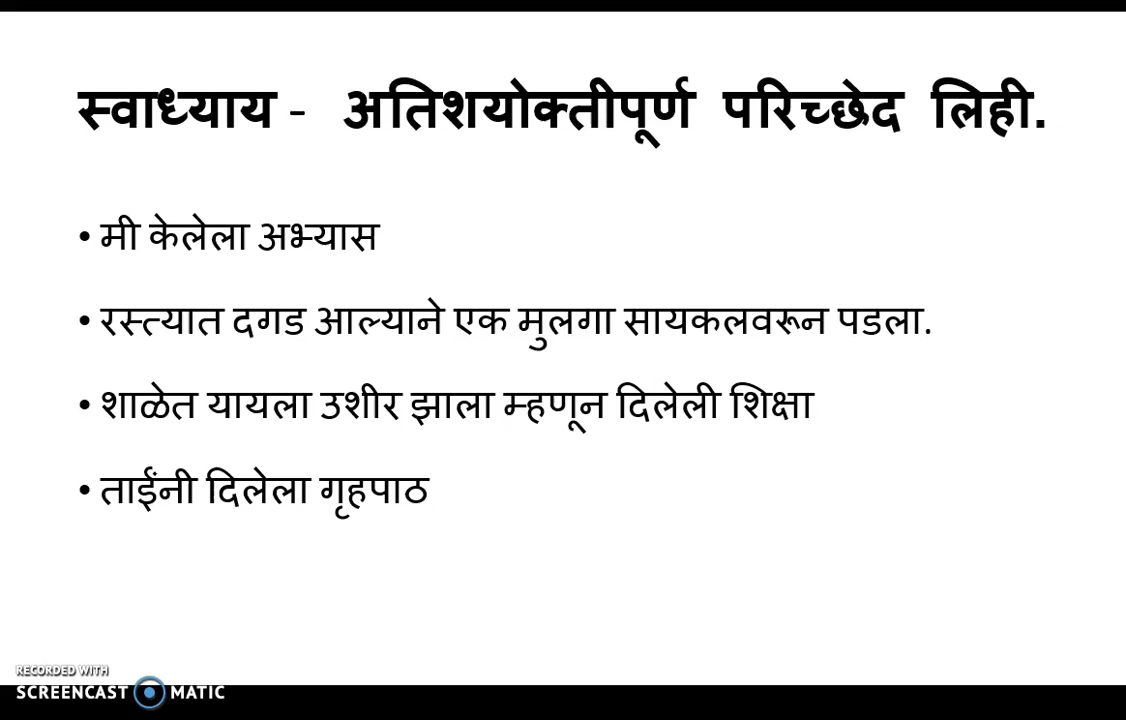 स्वाध्याय - अतिशयोक्तीपूर्ण परिच्छेद लिही.
• मी केलेला अभ्यास
• रस्त्यात दगड आल्याने एक मुलगा सायकलवरून पडला.
• शाळेत यायला उशीर झाला म्हणून दिलेली शिक्षा
• ताईंनी दिलेला गृहपाठ
RECORDED WITH
SCREENCAST MATIC